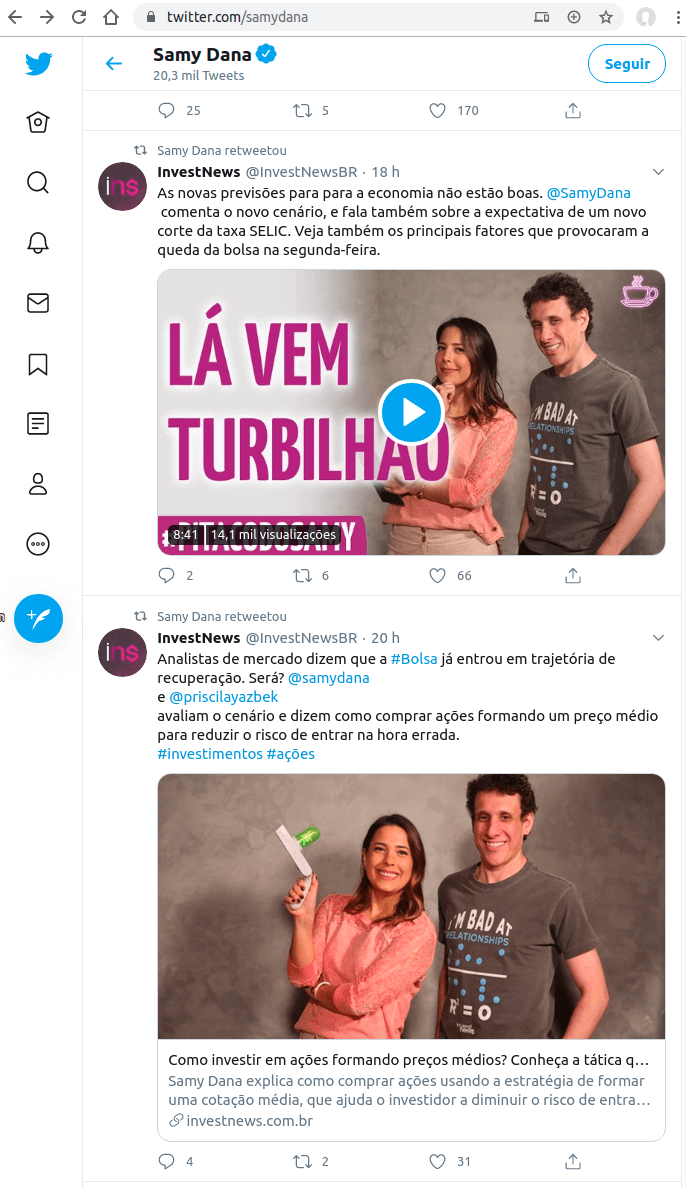 twitter.com/samydana
Samy Dana
20,3 mil Tweets
Seguir
25 5 170
Samy Dana retweetou
InvestNews @InvestNewsBR · 18 h
As novas previsões para para a economia não estão boas. @SamyDana
comenta o novo cenário, e fala também sobre a expectativa de um novo
corte da taxa SELIC. Veja também os principais fatores que provocaram a
queda da bolsa na segunda-feira.
ins
LÁ VEM
TURBILHÃO
I'M BAD AT
RELATIONSHIPS
R² = 0
#PITACODOSAMY
8:41 14,1 mil visualizações
2 6 66
Samy Dana retweetou
InvestNews @InvestNewsBR · 20 h
Analistas de mercado dizem que a #Bolsa já entrou em trajetória de
recuperação. Será? @samydana
e @priscilayazbek
avaliam o cenário e dizem como comprar ações formando um preço médio
para reduzir o risco de entrar na hora errada.
#investimentos #ações
ins
I'M BAD AT
RELATIONSHIPS
R² = 0
Invest
News
Como investir em ações formando preços médios? Conheça a tática q…
Samy Dana explica como comprar ações usando a estratégia de formar
uma cotação média, que ajuda o investidor a diminuir o risco de entra…
investnews.com.br
4 2 31